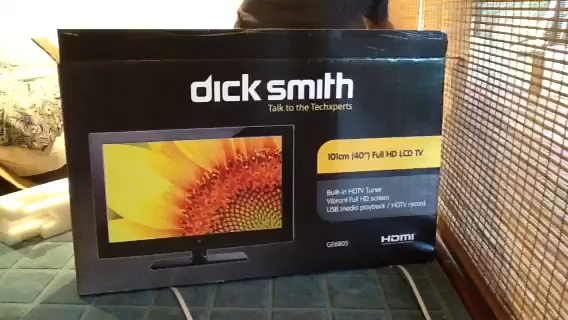 dick smith
Talk to the Techxperts
101cm (40") Full HD LCD TV
Built-in HDTV Tuner
Vibrant Full HD screen
USB media playback / HDTV record
GE6805
HDMI